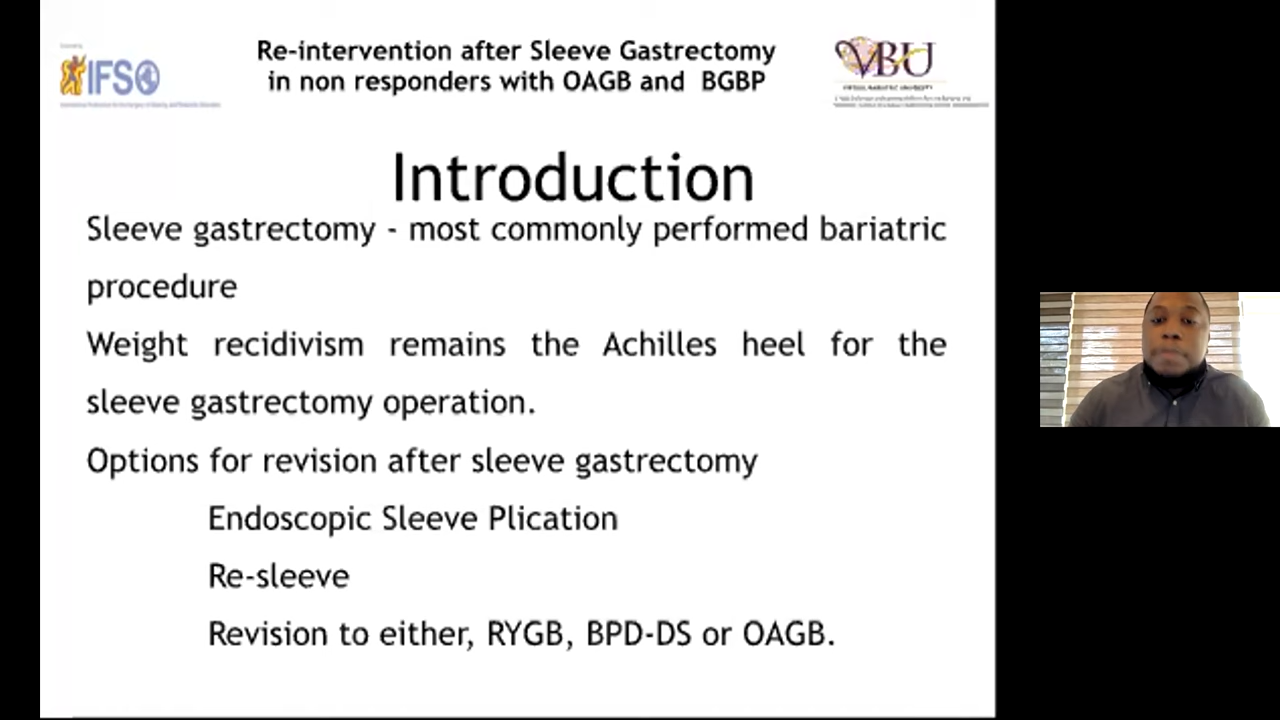 Re-intervention after Sleeve Gastrectomy
in non responders with OAGB and BGBP
IFSO
VBU
Introduction
Sleeve gastrectomy - most commonly performed bariatric
procedure
Weight recidivism remains the Achilles heel for the
sleeve gastrectomy operation.
Options for revision after sleeve gastrectomy
Endoscopic Sleeve Plication
Re-sleeve
Revision to either, RYGB, BPD-DS or OAGB.